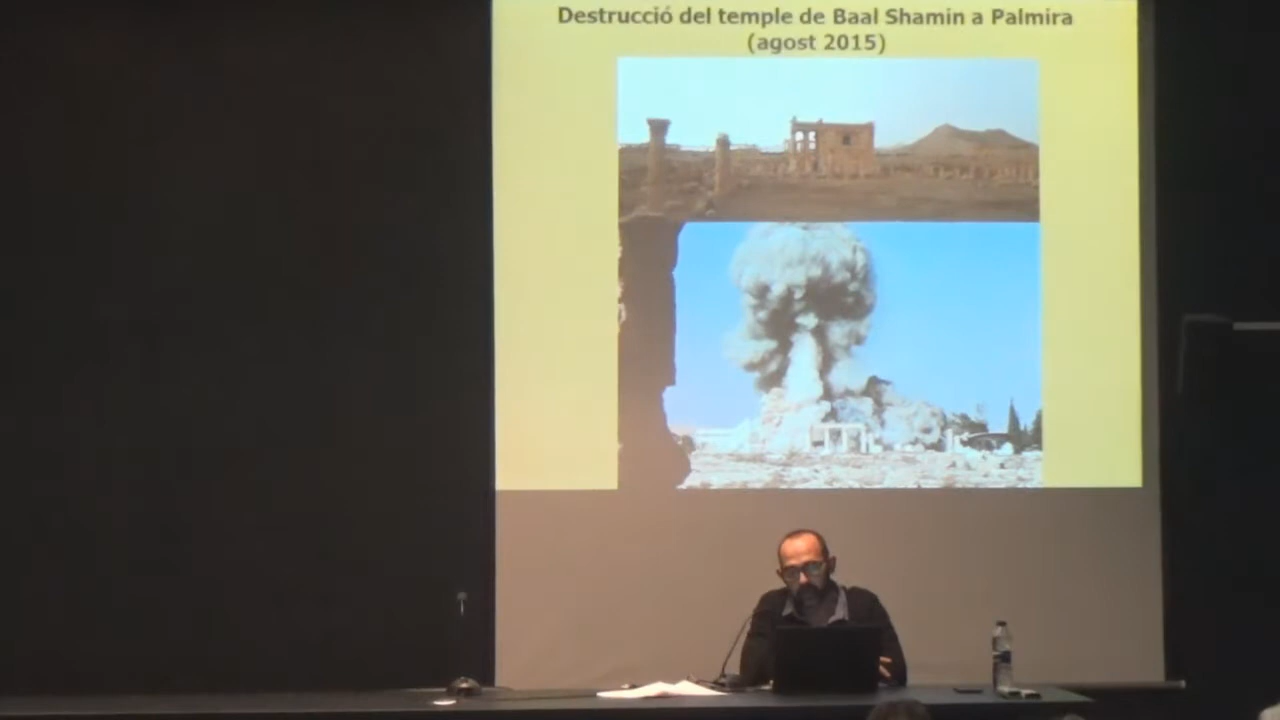 Destrucció del temple de Baal Shamin a Palmira
(agost 2015)